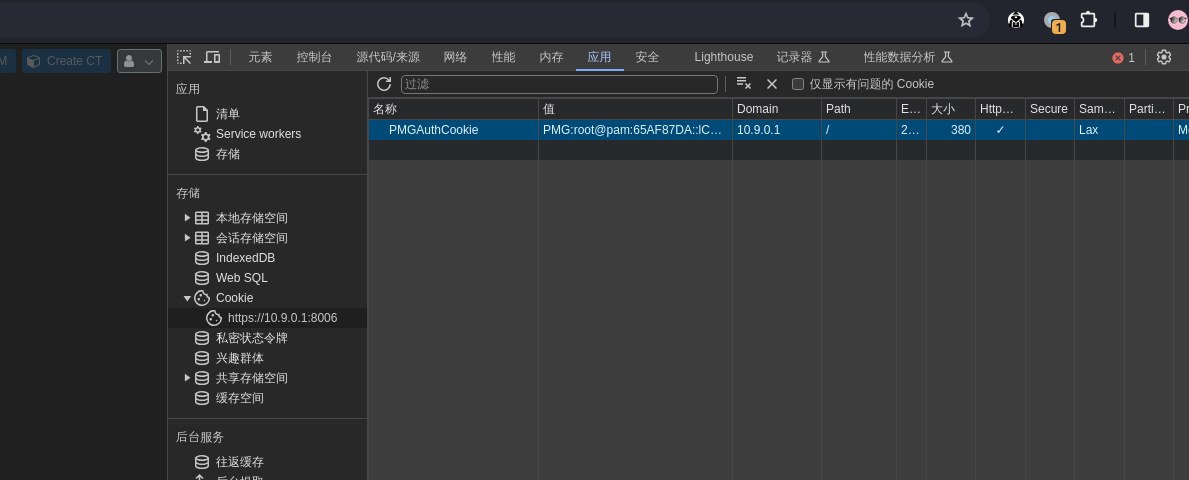 1
M Create CT
元素 控制台 源代码/来源 网络 性能 内存 应用 安全 Lighthouse 记录器 性能数据分析 1
应用
过滤
仅显示有问题的 Cookie
名称 值 Domain Path E… 大小 Http… Secure Sam… Parti… Pr
PMGAuthCookie PMG:root@pam:65AF87DA::lC… 10.9.0.1 / 2… 380 ✓ Lax
清单
Service workers
存储
存储
本地存储空间
会话存储空间
IndexedDB
Web SQL
Cookie
https://10.9.0.1:8006
私密状态令牌
兴趣群体
共享存储空间
缓存空间
后台服务
往返缓存